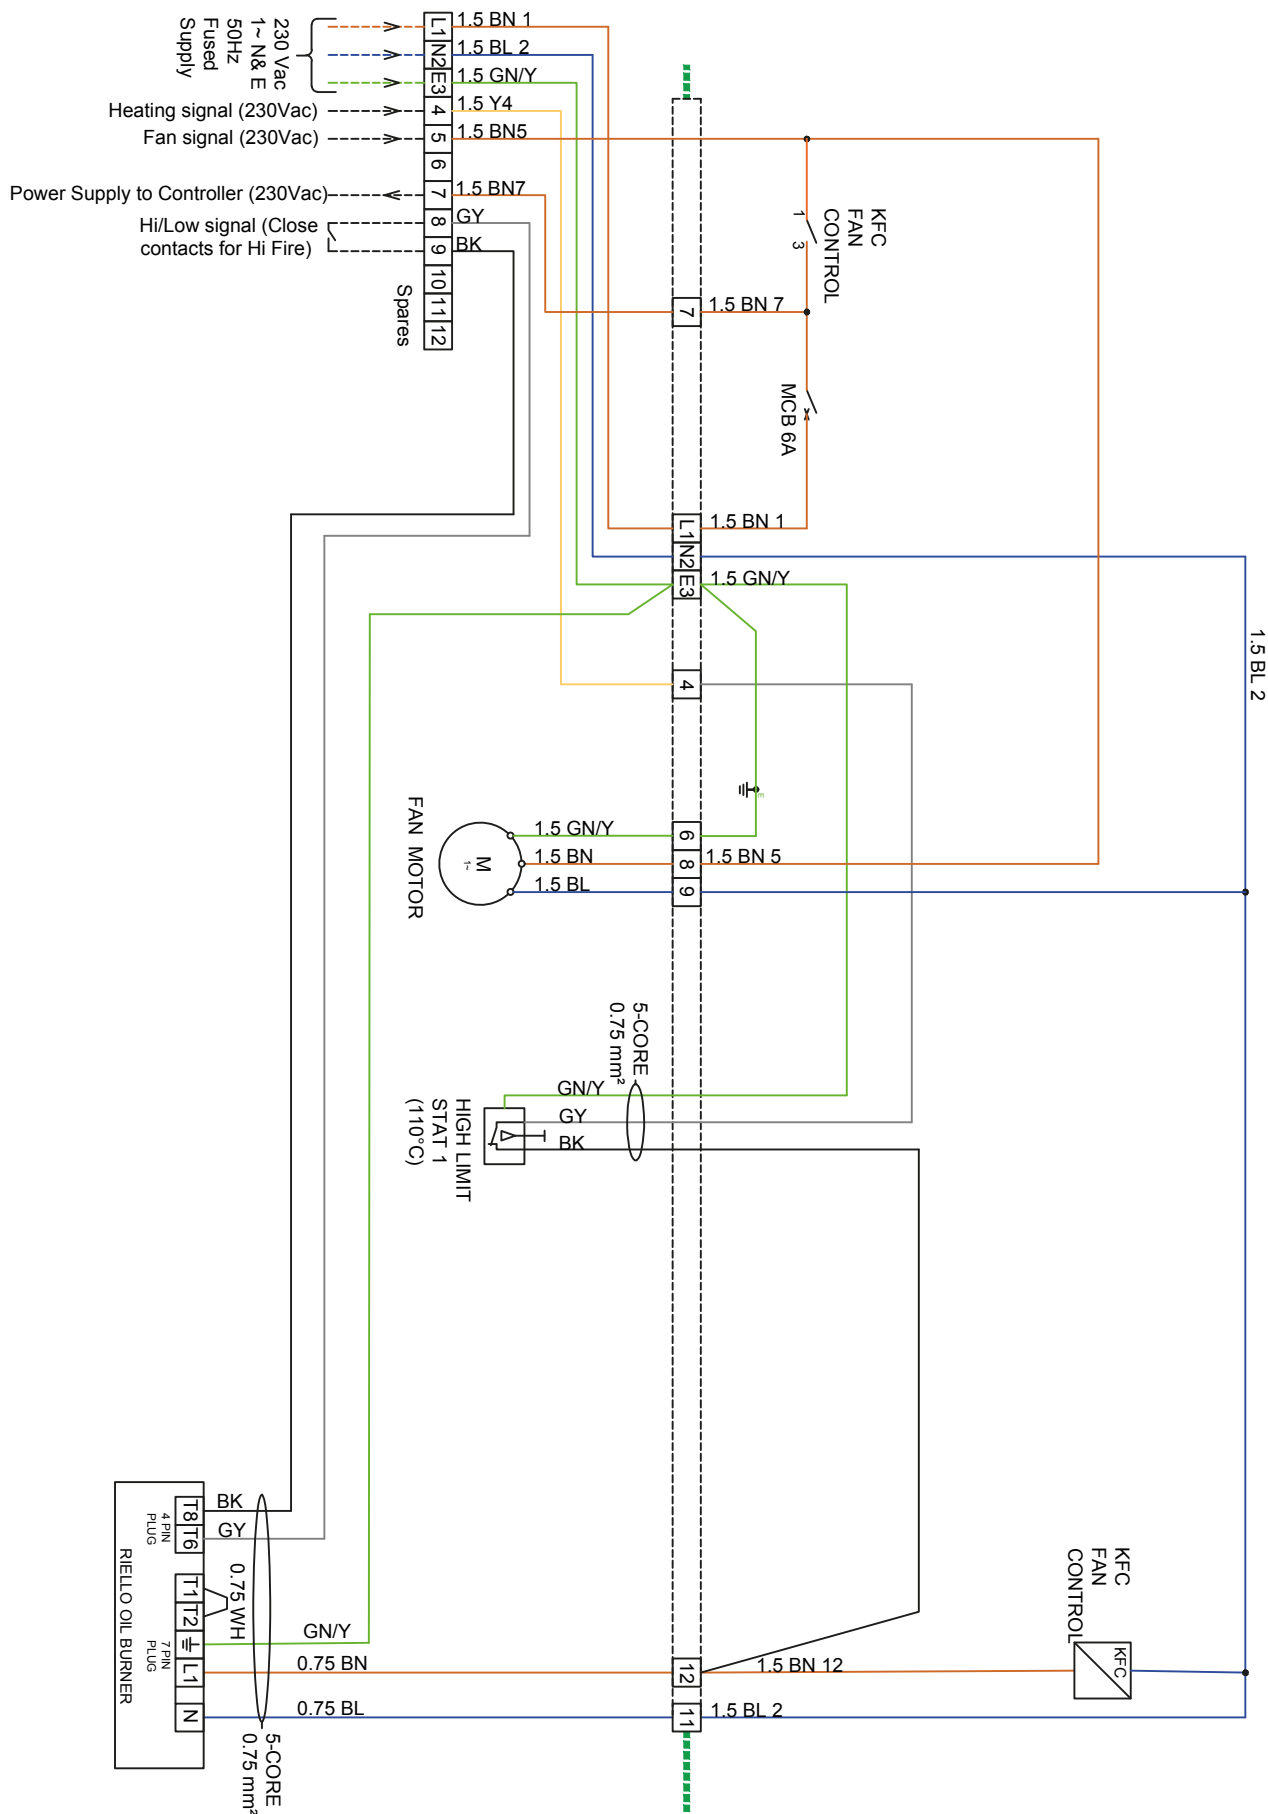 230 Vac
1~ N& E
50Hz
Fused
Supply
Heating signal (230Vac)
Fan signal (230Vac)
Power Supply to Controller (230Vac)
Hi/Low signal (Close
contacts for Hi Fire)
L1
N2
E3
4
5
6
7
8
9
10
11
12
Spares
1.5 BN 1
1.5 BL 2
1.5 GN/Y
1.5 Y4
1.5 BN5
1.5 BN7
GY
BK
KFC
FAN
CONTROL
1
3
7
1.5 BN 7
MCB 6A
L1
N2
E3
1.5 BN 1
1.5 GN/Y
1.5 BL 2
4
E
FAN MOTOR
M
1~
1.5 GN/Y
1.5 BN
1.5 BL
6
8
9
1.5 BN 5
5-CORE
0.75 mm²
GN/Y
GY
BK
HIGH LIMIT
STAT 1
(110°C)
KFC
FAN
CONTROL
KFC
12
11
1.5 BN 12
1.5 BL 2
BK
GY
0.75 WH
GN/Y
0.75 BN
0.75 BL
T8
T6
T1
T2
L1
N
4 PIN
PLUG
7 PIN
PLUG
RIELLO OIL BURNER
5-CORE
0.75 mm²